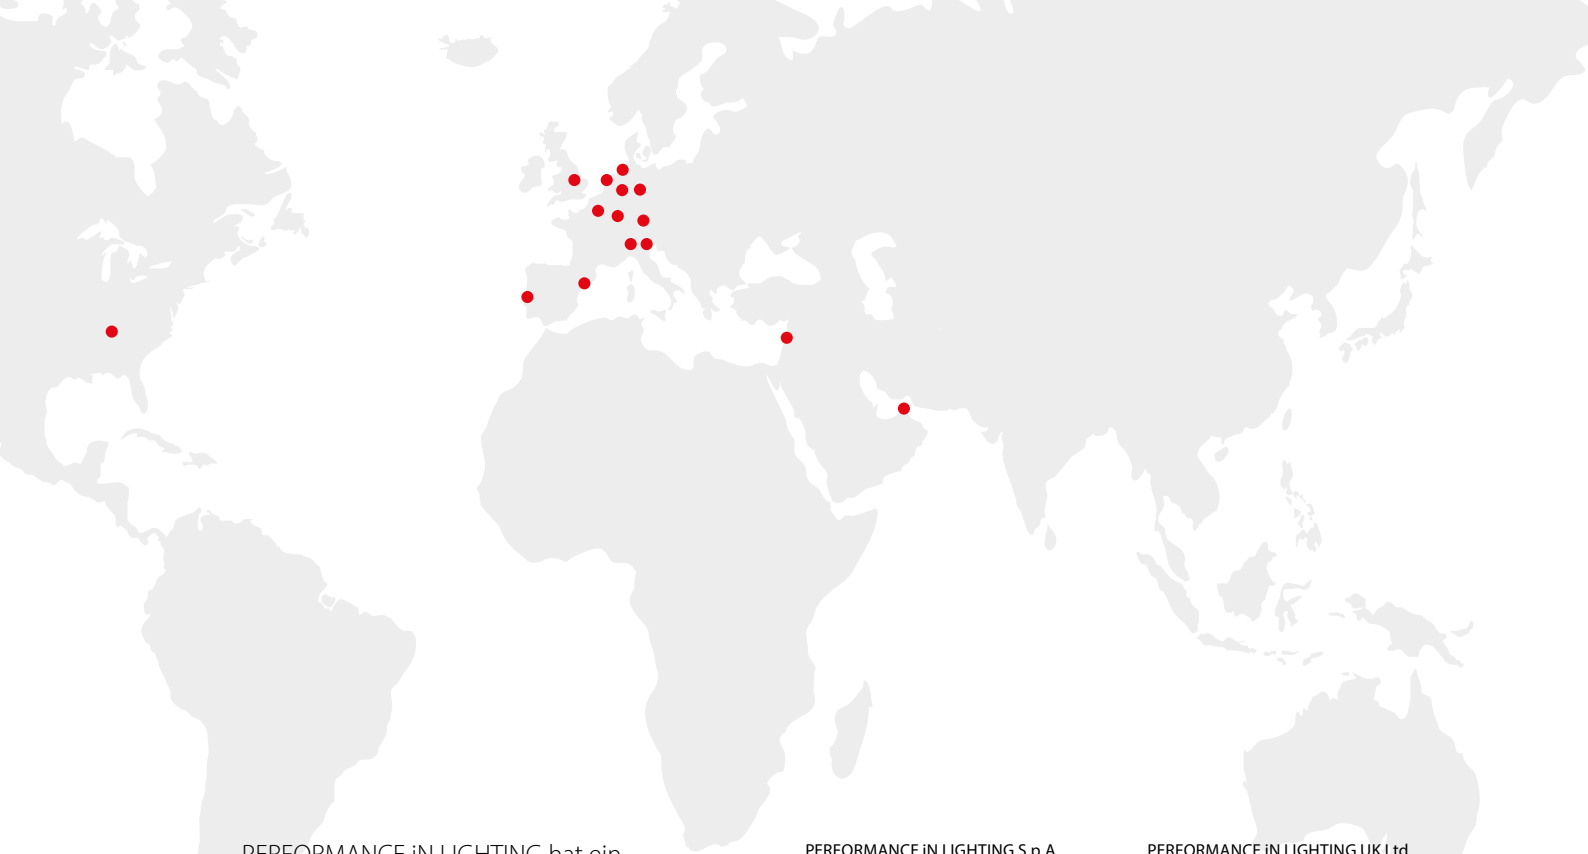 PERFORMANCE iN LIGHTING hat ein
PERFORMANCE iN LIGHTING S.p.A.
PERFORMANCE iN LIGHTING UK Ltd.